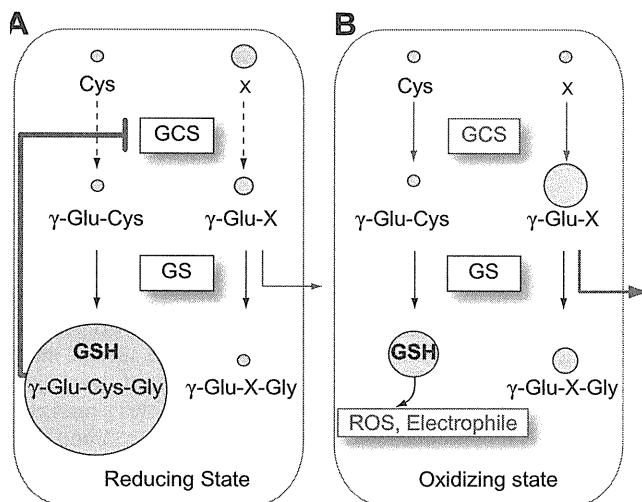 A
Cys
x
GCS
γ-Glu-Cys
γ-Glu-X
GS
GSH
γ-Glu-Cys-Gly
γ-Glu-X-Gly
Reducing State
B
Cys
x
GCS
γ-Glu-Cys
γ-Glu-X
GS
GSH
γ-Glu-X-Gly
ROS, Electrophile
Oxidizing state